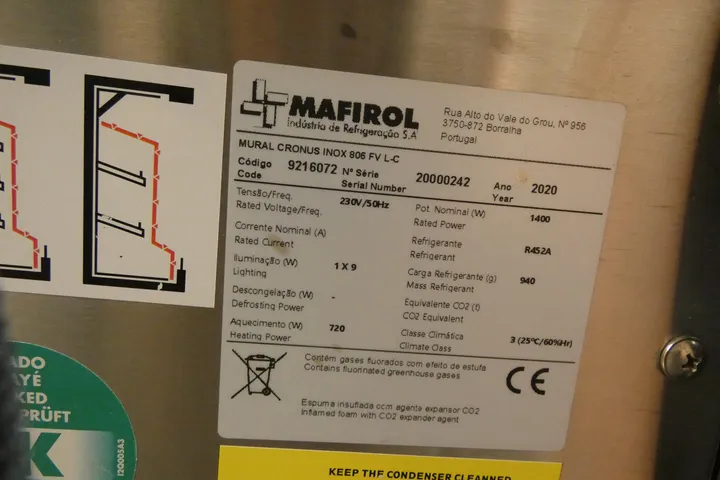 MAFIROL
Indústria de Refrigeração S.A
Rua Alto do Vale do Grou, Nº 956
3750-872 Borralha
Portugal
MURAL CRONUS INOX 806 FV L-C
Código
Code
9216072
Nº Série
Serial Number
20000242
Ano
Year
2020
Tensão/Freq.
Rated Voltage/Freq.
230V/50Hz
Corrente Nominal (A)
Rated Current
Iluminação (W)
Lighting
1 X 9
Descongelação (W)
Defrosting Power
-
Aquecimento (W)
Heating Power
720
Pot. Nominal (W)
Rated Power
1400
Refrigerante
Refrigerant
R452A
Carga Refrigerante (g)
Mass Refrigerant
940
Equivalente CO2 (t)
CO2 Equivalent
Classe Climática
Climate Class
3 (25ºC/60%Hr)
Contém gases fluorados com efeito de estufa
Contains fluorinated greenhouse gases
CE
Espuma insuflada com agente expansor CO2
Inflamed foam with CO2 expander agent
ADO
AYÉ
KED
PRÜFT
K
12Q005A3
KEEP THE CONDENSER CLEANNED